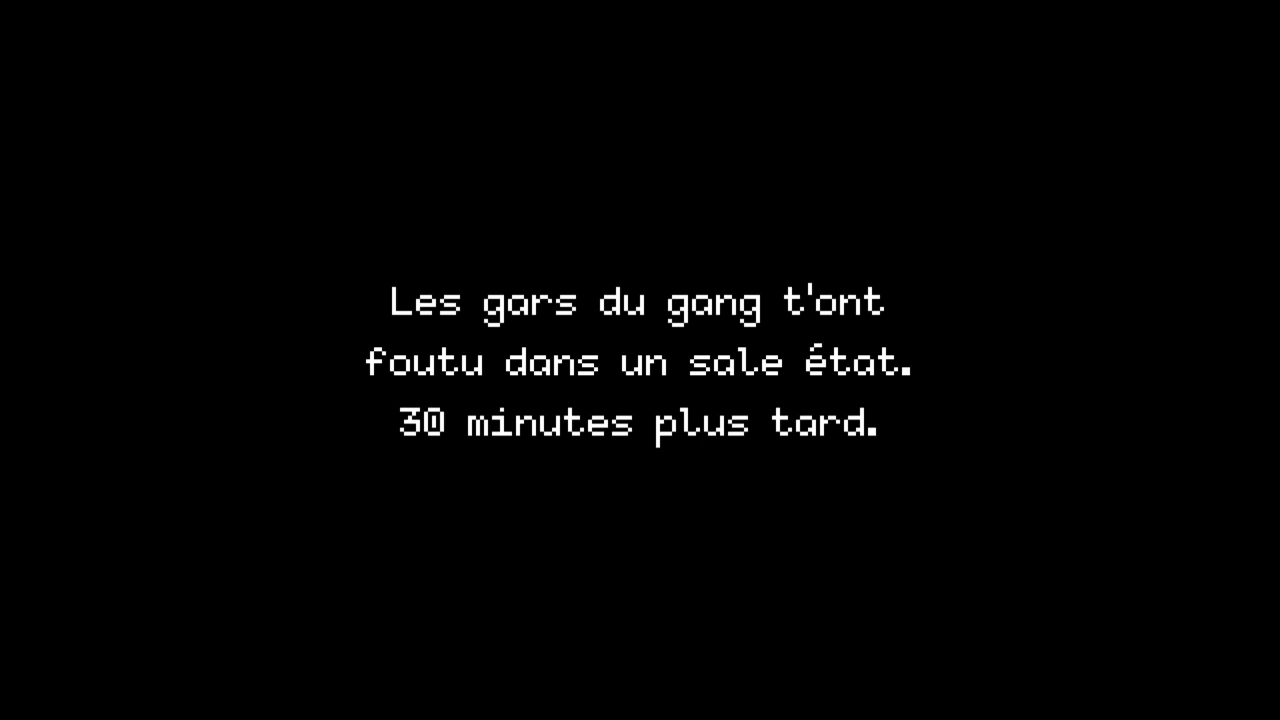 Les gars du gang t'ont
foutu dans un sale état.
30 minutes plus tard.